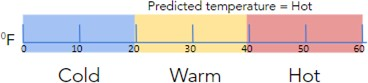 Predicted temperature = Hot
⁰F
0 10 20 30 40 50 60
Cold Warm Hot